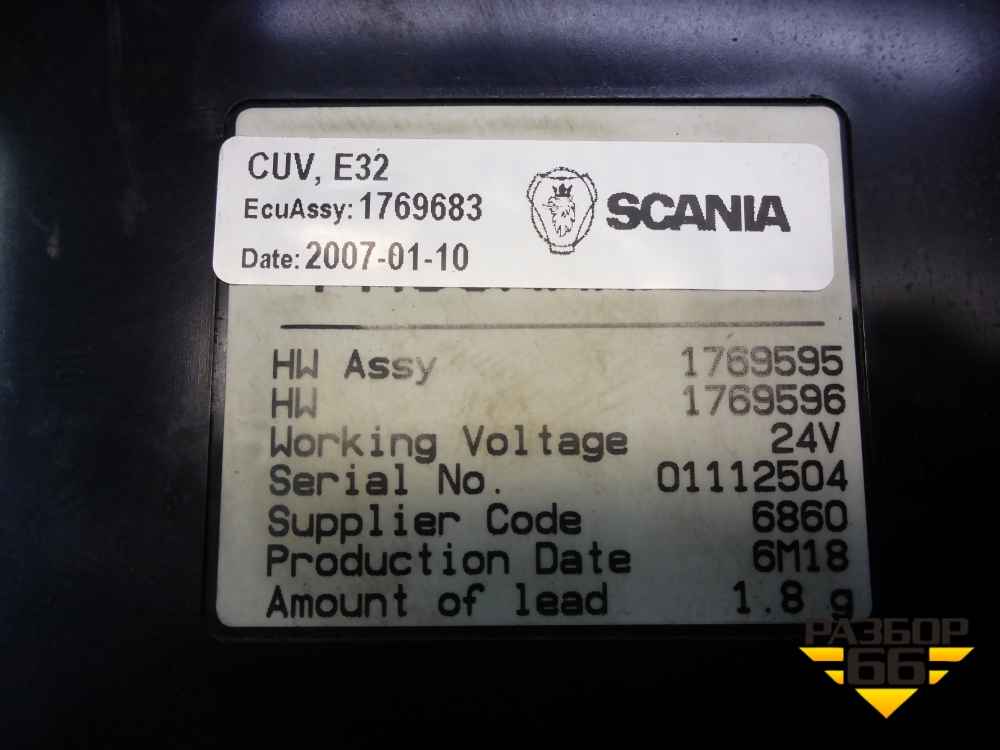 CUV, E32
EcuAssy: 1769683
Date: 2007-01-10
SCANIA
HW Assy 1769595
HW 1769596
Working Voltage 24V
Serial No. 01112504
Supplier Code 6860
Production Date 6M18
Amount of lead 1.8 g
РАЗБОР
66